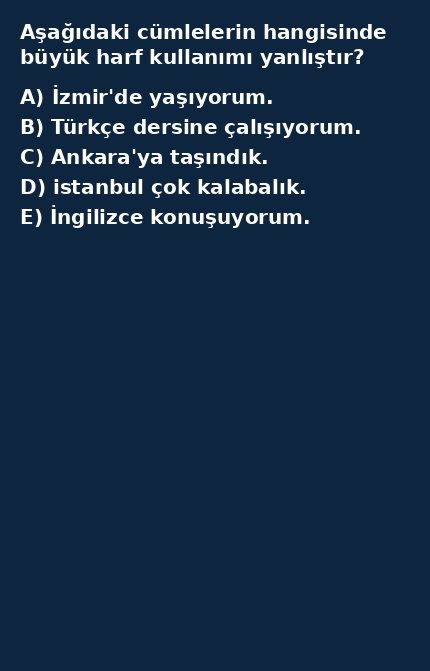 Aşağıdaki cümlelerin hangisinde
büyük harf kullanımı yanlıştır?
A) İzmir'de yaşıyorum.
B) Türkçe dersine çalışıyorum.
C) Ankara'ya taşındık.
D) istanbul çok kalabalık.
E) İngilizce konuşuyorum.